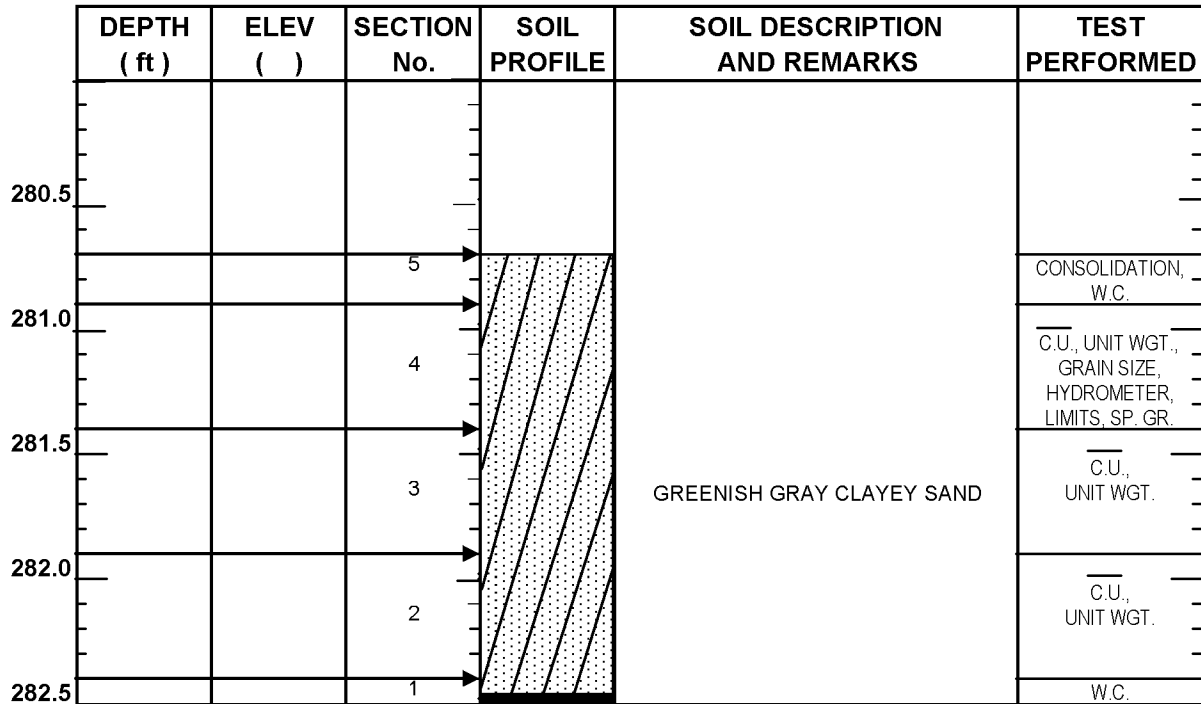 DEPTH
( ft )
ELEV
(   )
SECTION
No.
SOIL
PROFILE
SOIL DESCRIPTION
AND REMARKS
TEST
PERFORMED
280.5
5
CONSOLIDATION,
W.C.
281.0
4
C.U., UNIT WGT.,
GRAIN SIZE,
HYDROMETER,
LIMITS, SP. GR.
281.5
3
GREENISH GRAY CLAYEY SAND
C.U.,
UNIT WGT.
282.0
2
C.U.,
UNIT WGT.
282.5
1
W.C.